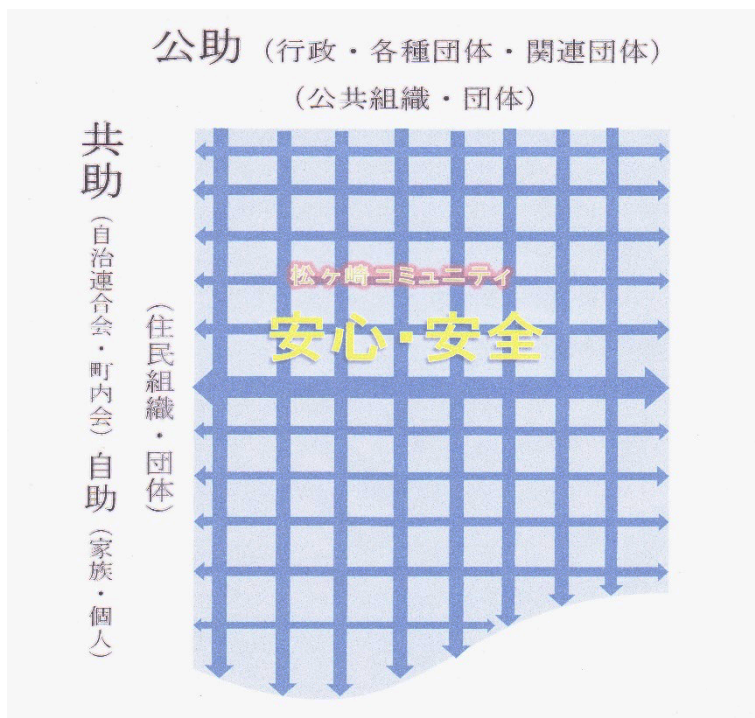 公助（行政・各種団体・関連団体）
（公共組織・団体）
共助（自治連合会・町内会）自助（家族・個人）
（住民組織・団体）
松ヶ崎コミュニティ
安心・安全